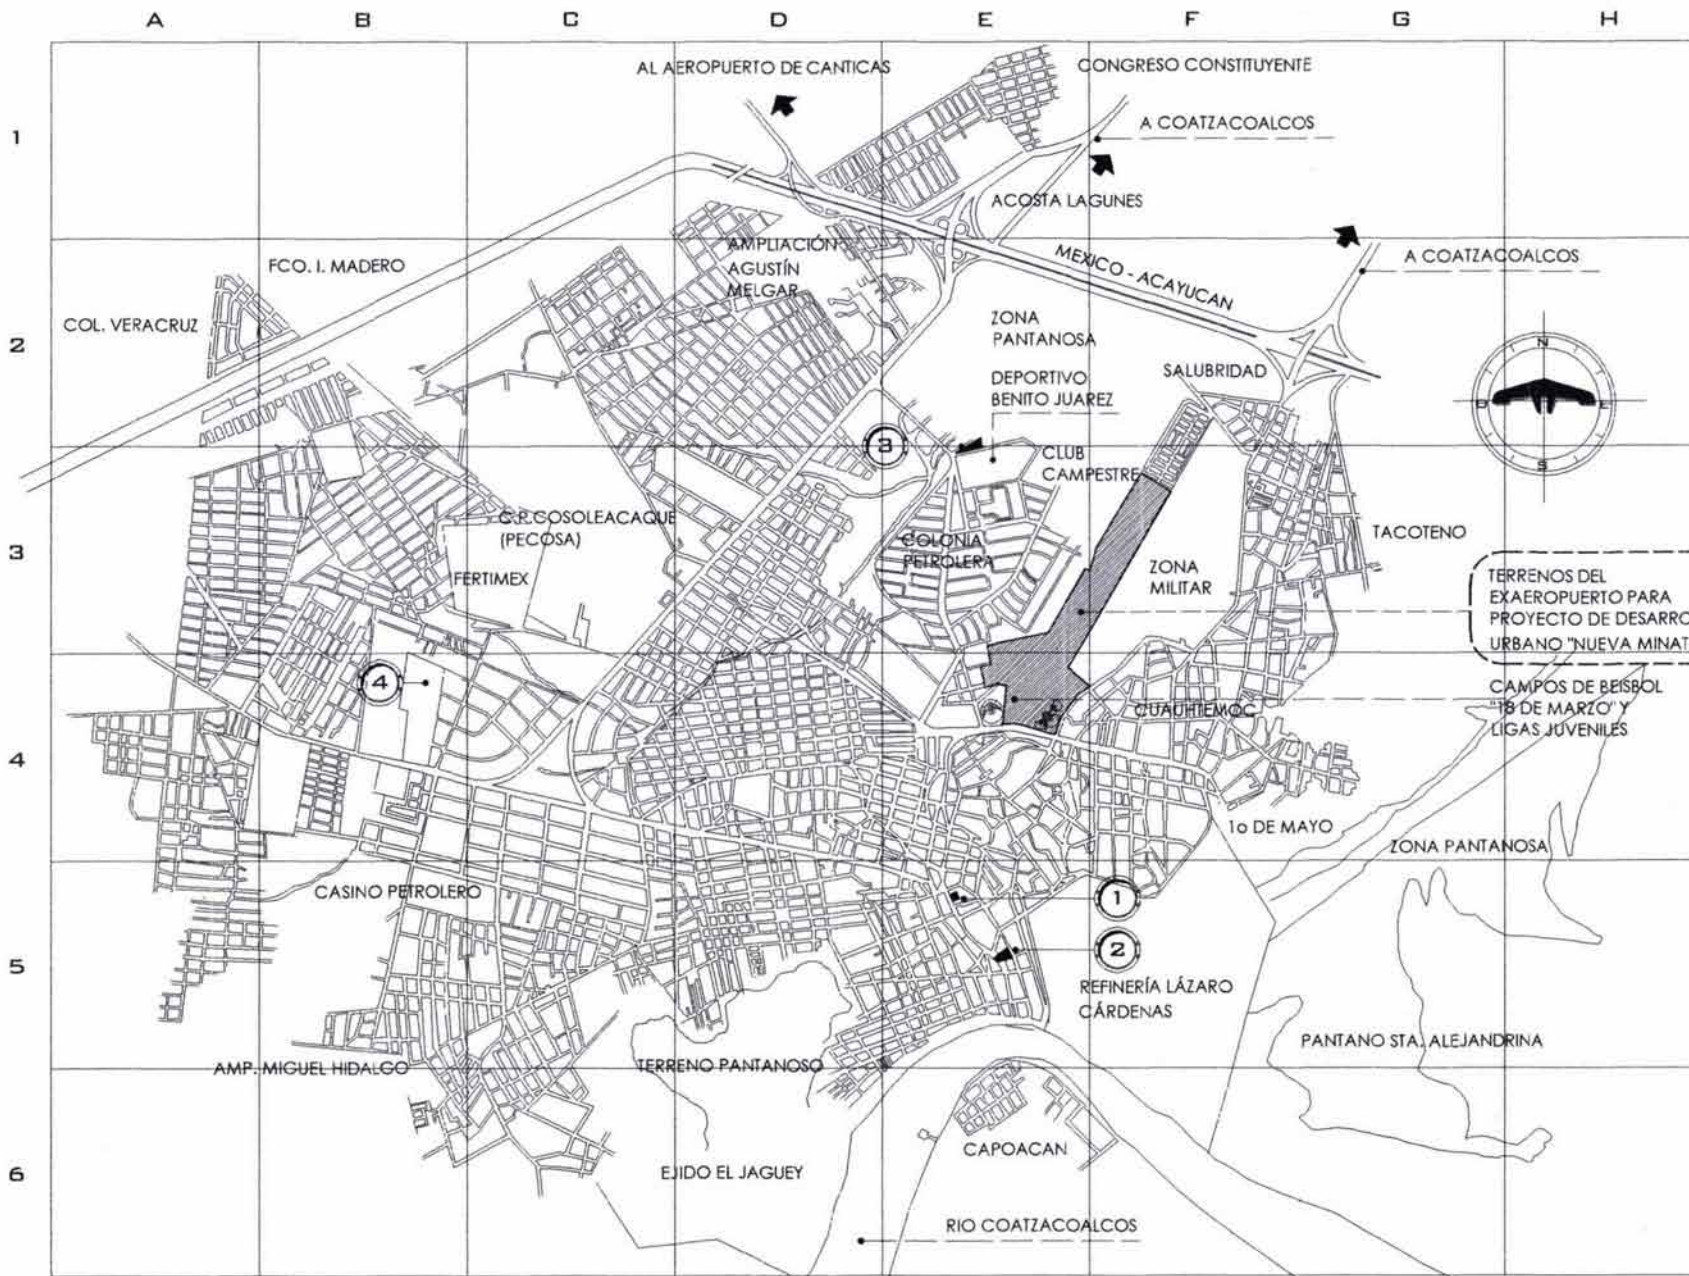 A B C D E F G H
AL AEROPUERTO DE CANTICAS
CONGRESO CONSTITUYENTE
1
A COATZACOALCOS
ACOSTA LAGUNES
AMPLIACIÓN
AGUSTÍN
MELGAR
FCO. I. MADERO
MEXICO - ACAYUCAN
A COATZACOALCOS
COL. VERACRUZ
2
ZONA
PANTANOSA
N
DEPORTIVO
BENITO JUAREZ
SALUBRIDAD
E
S
3
CLUB
CAMPESTRE
C.P. COSOLEACAQUE
(PECOSA)
3
COLONIA
PETROLERA
TACOTENO
FERTIMEX
ZONA
MILITAR
TERRENOS DEL
EXAEROPUERTO PARA
PROYECTO DE DESARRO
URBANO "NUEVA MINAT
4
CAMPOS DE BEISBOL
"18 DE MARZO" Y
LIGAS JUVENILES
CUAUHTEMOC
4
1o DE MAYO
ZONA PANTANOSA
CASINO PETROLERO
1
2
5
REFINERÍA LÁZARO
CÁRDENAS
PANTANO STA. ALEJANDRINA
AMP. MIGUEL HIDALGO
TERRENO PANTANOSO
CAPOACAN
6
EJIDO EL JAGUEY
RIO COATZACOALCOS